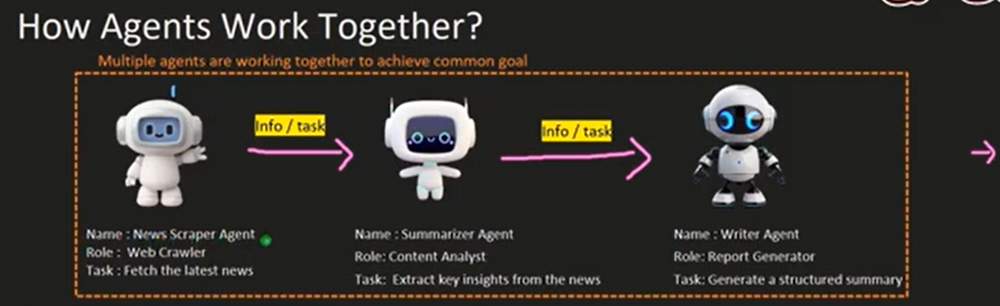 How Agents Work Together?
Multiple agents are working together to achieve common goal
Info / task
Info / task
Name : News Scraper Agent
Role : Web Crawler
Task : Fetch the latest news
Name : Summarizer Agent
Role: Content Analyst
Task: Extract key insights from the news
Name : Writer Agent
Role: Report Generator
Task: Generate a structured summary